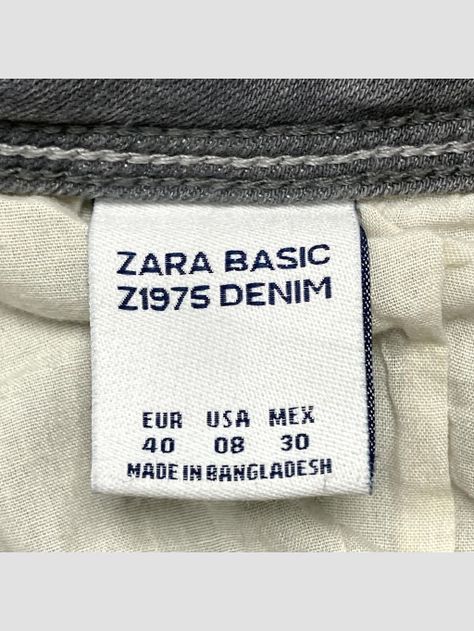 ZARA BASIC
Z1975 DENIM
EUR USA MEX
40 08 30
MADE IN BANGLADESH